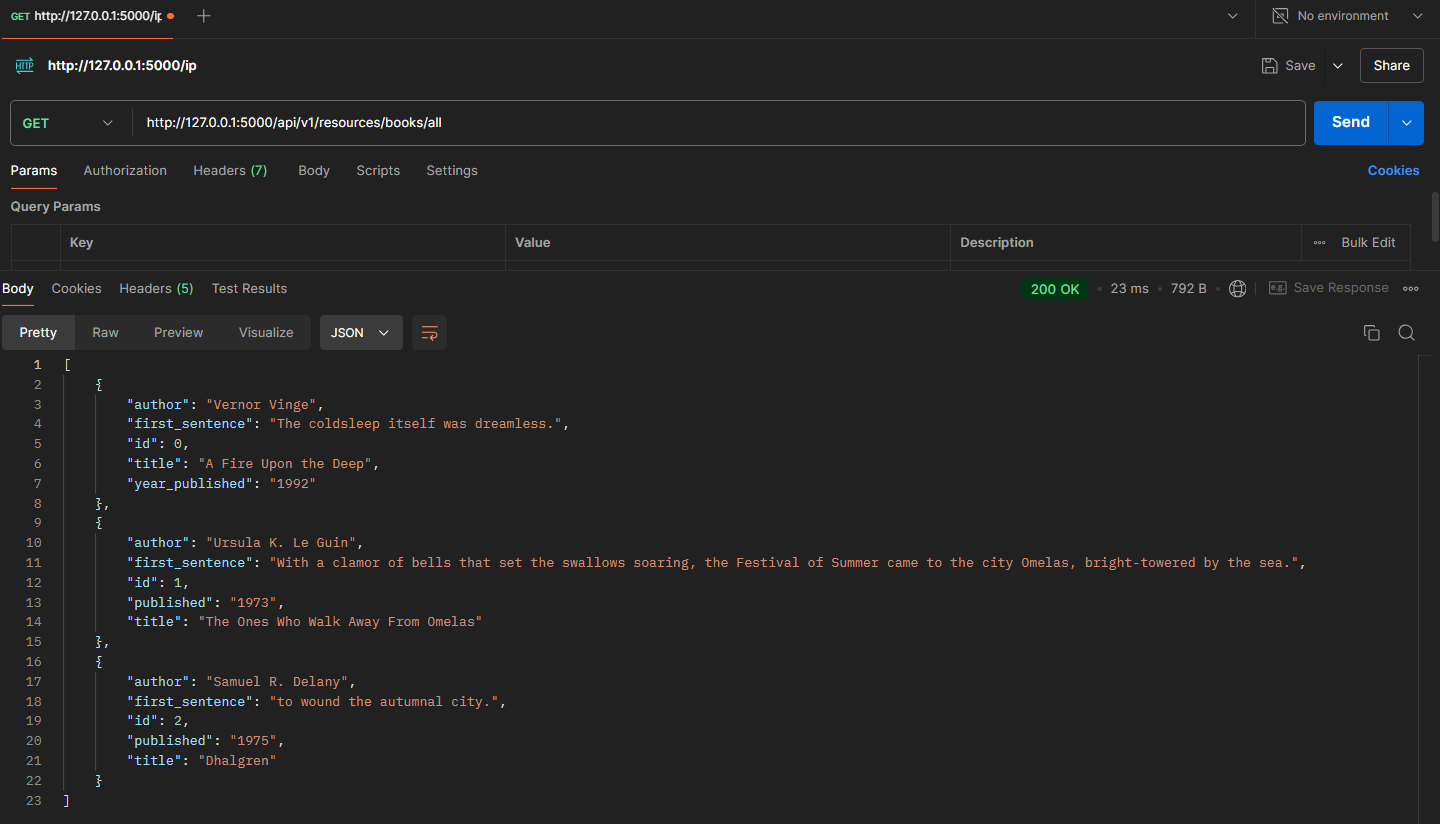 GET http://127.0.0.1:5000/ip
No environment
HTTP http://127.0.0.1:5000/ip
Save
Share
GET http://127.0.0.1:5000/api/v1/resources/books/all
Send
Params Authorization Headers (7) Body Scripts Settings Cookies
Query Params
Key Value Description Bulk Edit
Body Cookies Headers (5) Test Results 200 OK 23 ms 792 B e.g. Save Response
Pretty Raw Preview Visualize JSON
1 [
2 {
3 "author": "Vernor Vinge",
4 "first_sentence": "The coldsleep itself was dreamless.",
5 "id": 0,
6 "title": "A Fire Upon the Deep",
7 "year_published": "1992"
8 },
9 {
10 "author": "Ursula K. Le Guin",
11 "first_sentence": "With a clamor of bells that set the swallows soaring, the Festival of Summer came to the city Omelas, bright-towered by the sea.",
12 "id": 1,
13 "published": "1973",
14 "title": "The Ones Who Walk Away From Omelas"
15 },
16 {
17 "author": "Samuel R. Delany",
18 "first_sentence": "to wound the autumnal city.",
19 "id": 2,
20 "published": "1975",
21 "title": "Dhalgren"
22 }
23 ]